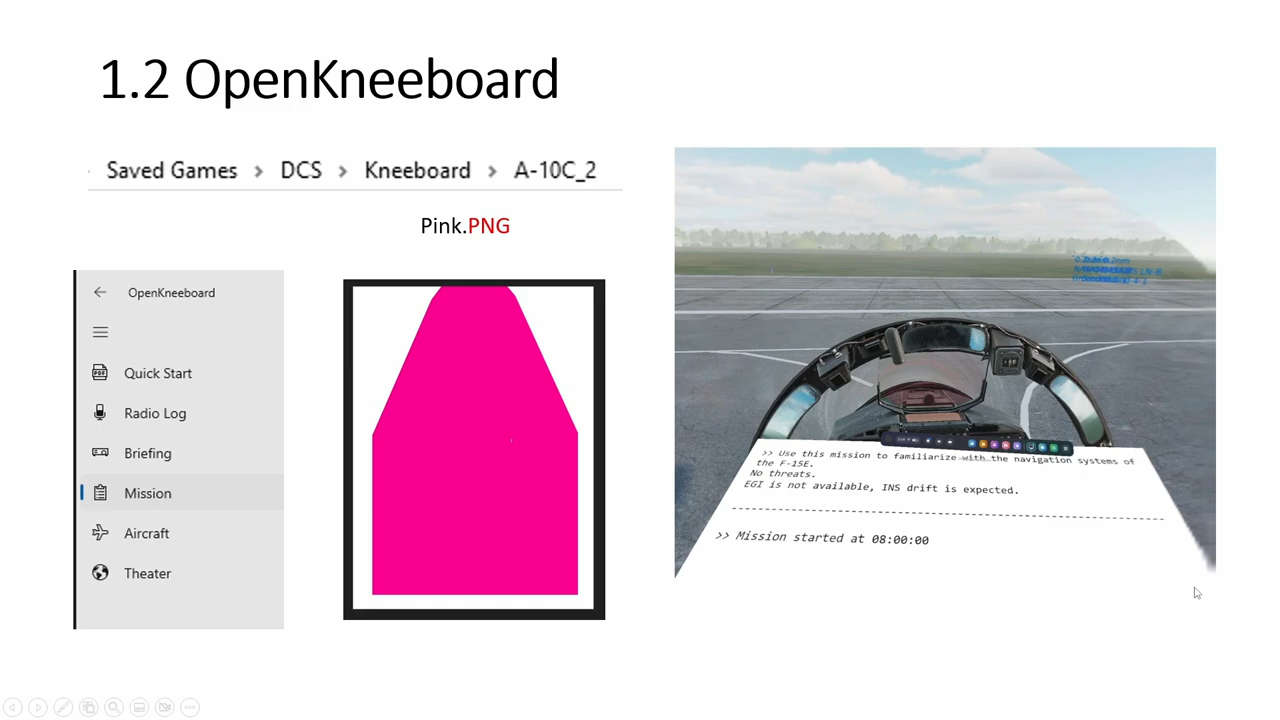 1.2 OpenKneeboard
Saved Games > DCS > Kneeboard > A-10C_2
Pink.PNG
OpenKneeboard
Quick Start
Radio Log
Briefing
Mission
Aircraft
Theater
>> Use this mission to familiarize with the navigation systems of
the F-15E.
No threats.
EGI is not available, INS drift is expected.
>> Mission started at 08:00:00